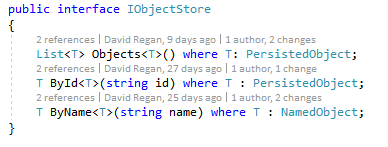 public interface IObjectStore
{
2 references | David Regan, 9 days ago | 1 author, 2 changes
List<T> Objects<T>() where T: PersistedObject;
2 references | David Regan, 27 days ago | 1 author, 1 change
T ById<T>(string id) where T : PersistedObject;
2 references | David Regan, 25 days ago | 1 author, 2 changes
T ByName<T>(string name) where T : NamedObject;
}